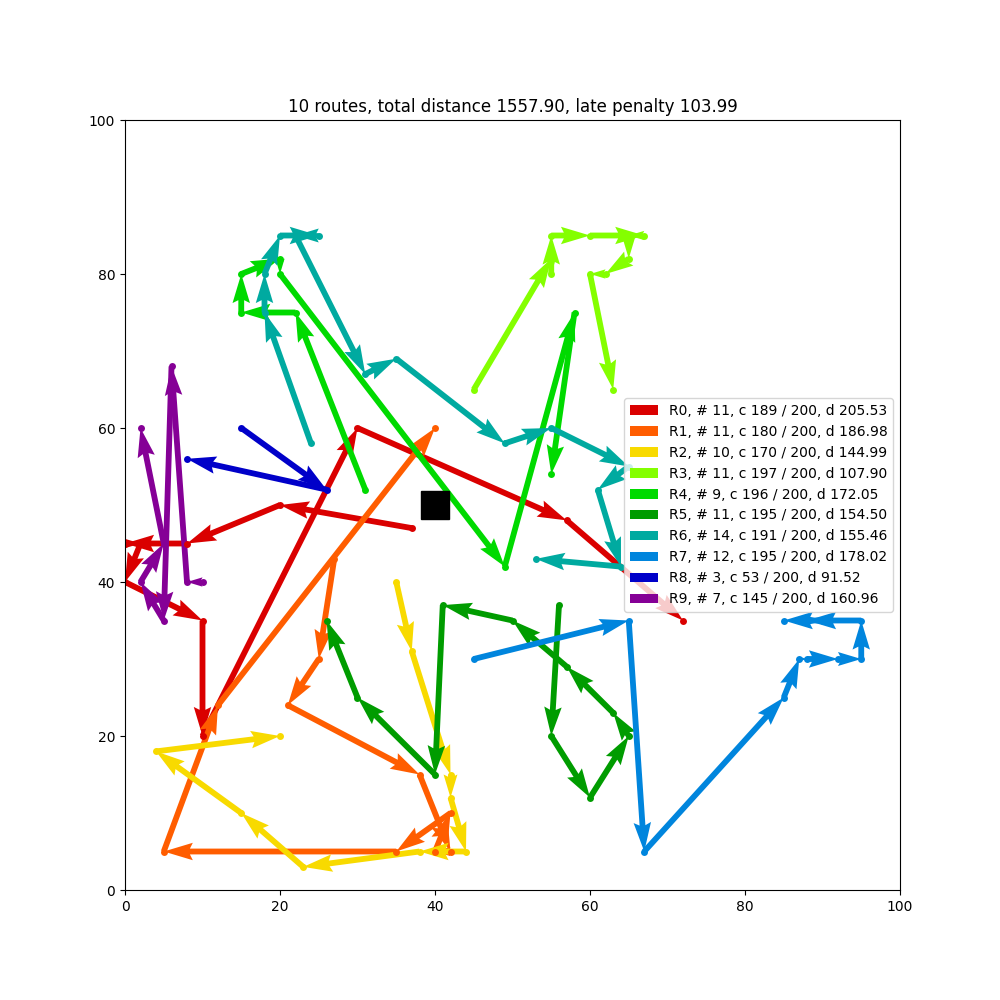 10 routes, total distance 1557.90, late penalty 103.99
100
80
60
40
20
0
0 20 40 60 80 100
R0, # 11, c 189 / 200, d 205.53
R1, # 11, c 180 / 200, d 186.98
R2, # 10, c 170 / 200, d 144.99
R3, # 11, c 197 / 200, d 107.90
R4, # 9, c 196 / 200, d 172.05
R5, # 11, c 195 / 200, d 154.50
R6, # 14, c 191 / 200, d 155.46
R7, # 12, c 195 / 200, d 178.02
R8, # 3, c 53 / 200, d 91.52
R9, # 7, c 145 / 200, d 160.96